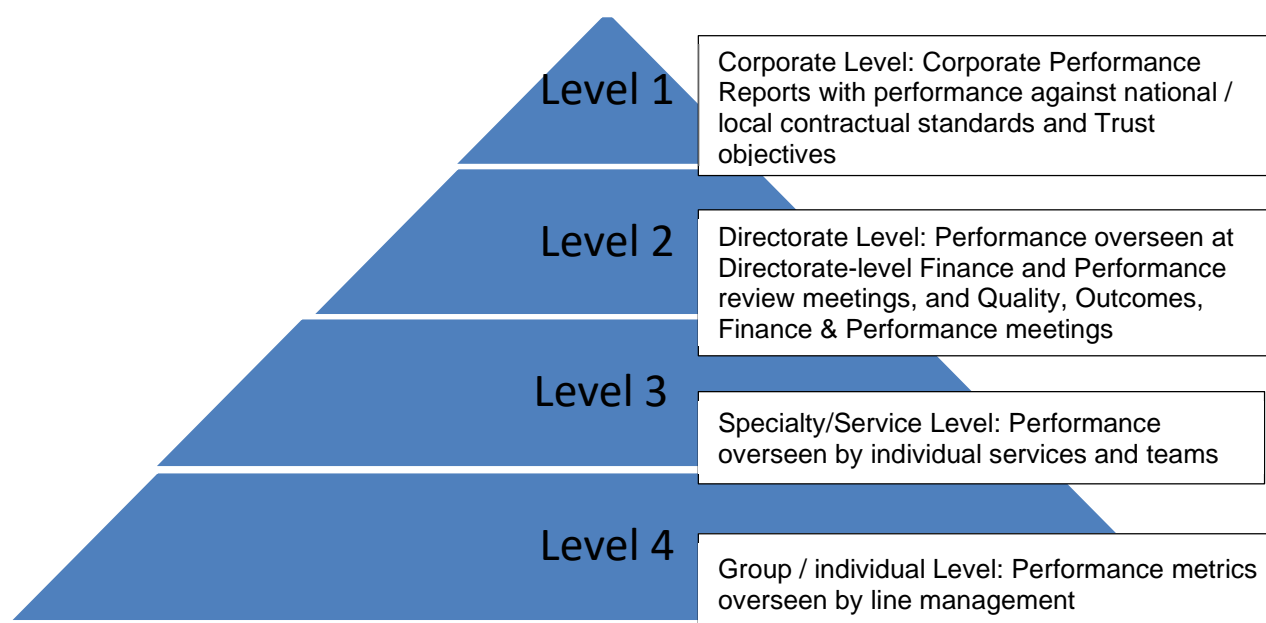 Level 1
Corporate Level: Corporate Performance
Reports with performance against national /
local contractual standards and Trust
objectives
Level 2
Directorate Level: Performance overseen at
Directorate-level Finance and Performance
review meetings, and Quality, Outcomes,
Finance & Performance meetings
Level 3
Specialty/Service Level: Performance
overseen by individual services and teams
Level 4
Group / individual Level: Performance metrics
overseen by line management